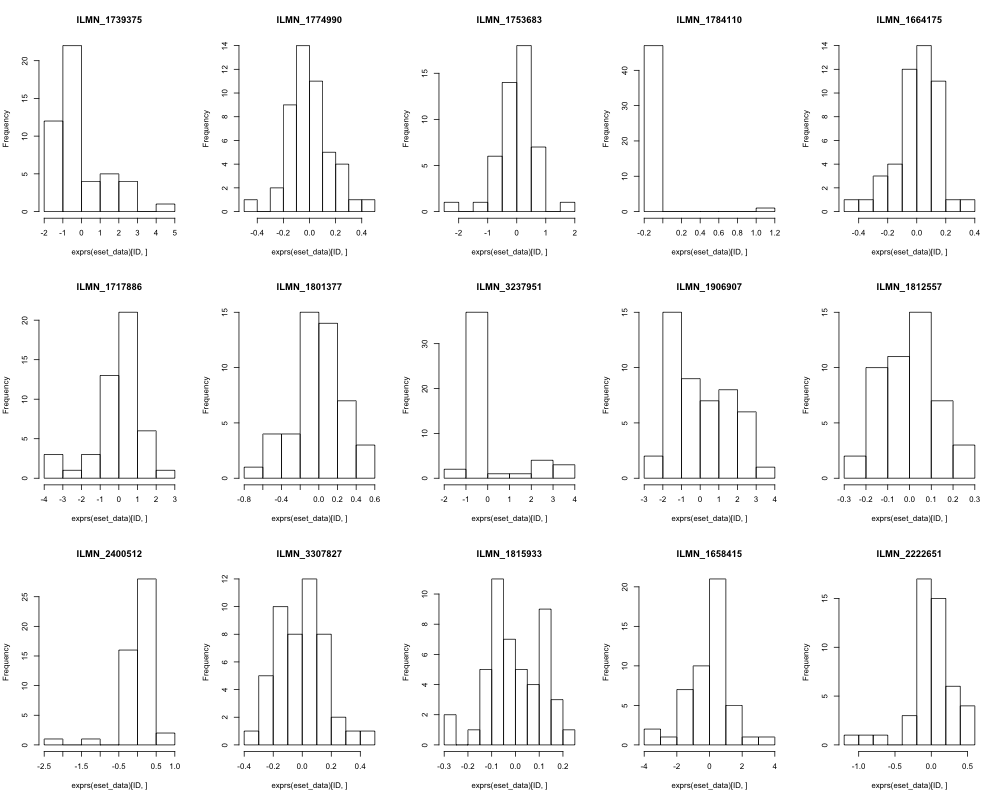 ILMN_1739375
Frequency
0 5 10 15 20
-2 -1 0 1 2 3 4 5
exprs(eset_data)[ID, ]
ILMN_1774990
Frequency
0 2 4 6 8 10 12 14
-0.4 -0.2 0.0 0.2 0.4
exprs(eset_data)[ID, ]
ILMN_1753683
Frequency
0 5 10 15
-2 -1 0 1 2
exprs(eset_data)[ID, ]
ILMN_1784110
Frequency
0 10 20 30 40
-0.2 0.2 0.4 0.6 0.8 1.0 1.2
exprs(eset_data)[ID, ]
ILMN_1664175
Frequency
0 2 4 6 8 10 12 14
-0.4 -0.2 0.0 0.2 0.4
exprs(eset_data)[ID, ]
ILMN_1717886
Frequency
0 5 10 15 20
-4 -3 -2 -1 0 1 2 3
exprs(eset_data)[ID, ]
ILMN_1801377
Frequency
0 5 10 15
-0.8 -0.4 0.0 0.2 0.4 0.6
exprs(eset_data)[ID, ]
ILMN_3237951
Frequency
0 10 20 30
-2 -1 0 1 2 3 4
exprs(eset_data)[ID, ]
ILMN_1906907
Frequency
0 5 10 15
-3 -2 -1 0 1 2 3 4
exprs(eset_data)[ID, ]
ILMN_1812557
Frequency
0 5 10 15
-0.3 -0.2 -0.1 0.0 0.1 0.2 0.3
exprs(eset_data)[ID, ]
ILMN_2400512
Frequency
0 5 10 15 20 25
-2.5 -1.5 -0.5 0.5 1.0
exprs(eset_data)[ID, ]
ILMN_3307827
Frequency
0 2 4 6 8 10 12
-0.4 -0.2 0.0 0.2 0.4
exprs(eset_data)[ID, ]
ILMN_1815933
Frequency
0 2 4 6 8 10
-0.3 -0.2 -0.1 0.0 0.1 0.2
exprs(eset_data)[ID, ]
ILMN_1658415
Frequency
0 5 10 15 20
-4 -2 0 2 4
exprs(eset_data)[ID, ]
ILMN_2222651
Frequency
0 5 10 15
-1.0 -0.5 0.0 0.5
exprs(eset_data)[ID, ]